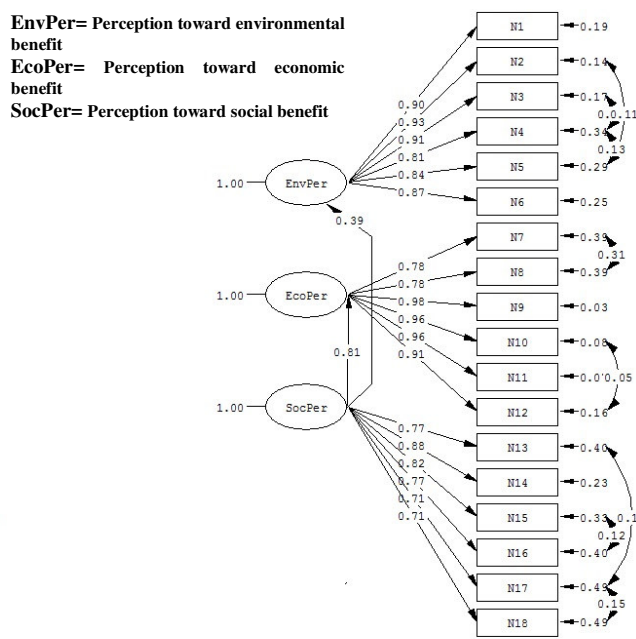 EnvPer= Perception toward environmental
benefit
EcoPer= Perception toward economic
benefit
SocPer= Perception toward social benefit
N1 0.19
N2 0.14
0.90
N3 0.17
0.93
0.11
0.91
N4 0.34
0.81
0.13
0.84
N5 0.29
1.00 EnvPer
0.87
N6 0.25
0.39
N7 0.39
0.31
0.78
N8 0.39
0.78
1.00 EcoPer
0.98
N9 0.03
0.96
N10 0.08
0.96
0.81
0.91
N11 0.05
N12 0.16
1.00 SocPer
0.77
N13 0.40
0.88
0.82
N14 0.23
0.77
0.71
N15 0.33
0.71
0.12
N16 0.40
N17 0.49
0.15
N18 0.49